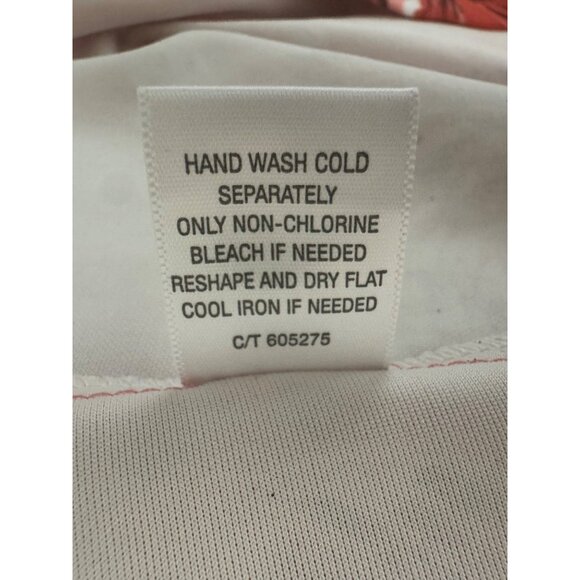 HAND WASH COLD
SEPARATELY
ONLY NON-CHLORINE
BLEACH IF NEEDED
RESHAPE AND DRY FLAT
COOL IRON IF NEEDED
C/T 605275